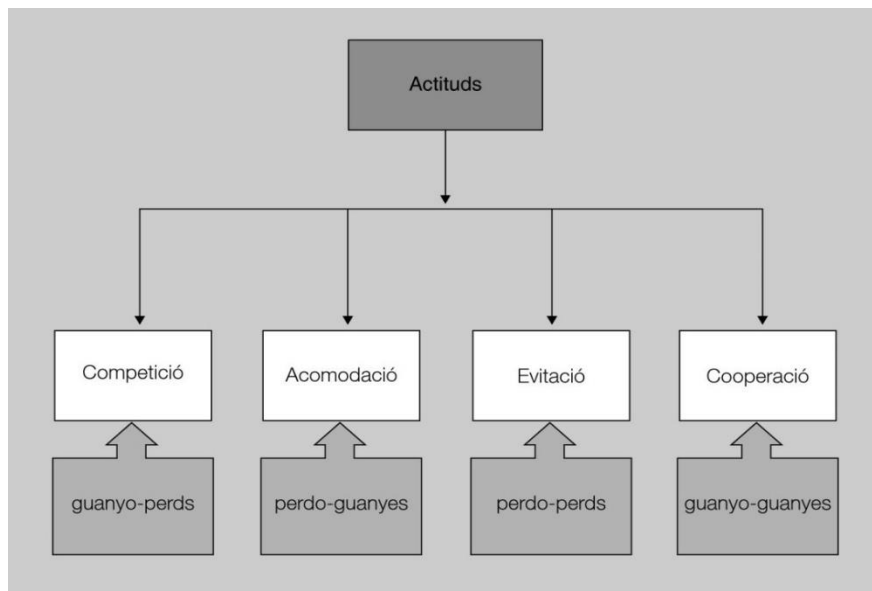 Actituds
Competició
Acomodació
Evitació
Cooperació
guanyo-perds
perdo-guanyes
perdo-perds
guanyo-guanyes